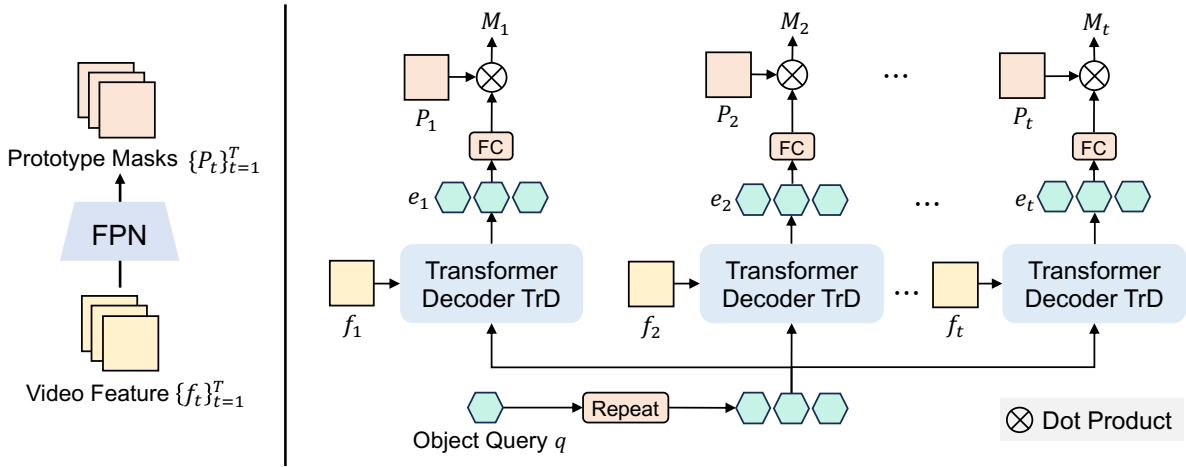 Prototype Masks {P_t}_{t=1}^T
FPN
Video Feature {f_t}_{t=1}^T
M_1
M_2
M_t
P_1
P_2
P_t
...
FC
FC
FC
e_1
e_2
...
e_t
f_1
Transformer
Decoder TrD
f_2
Transformer
Decoder TrD
...
f_t
Transformer
Decoder TrD
Repeat
Object Query q
⊗ Dot Product